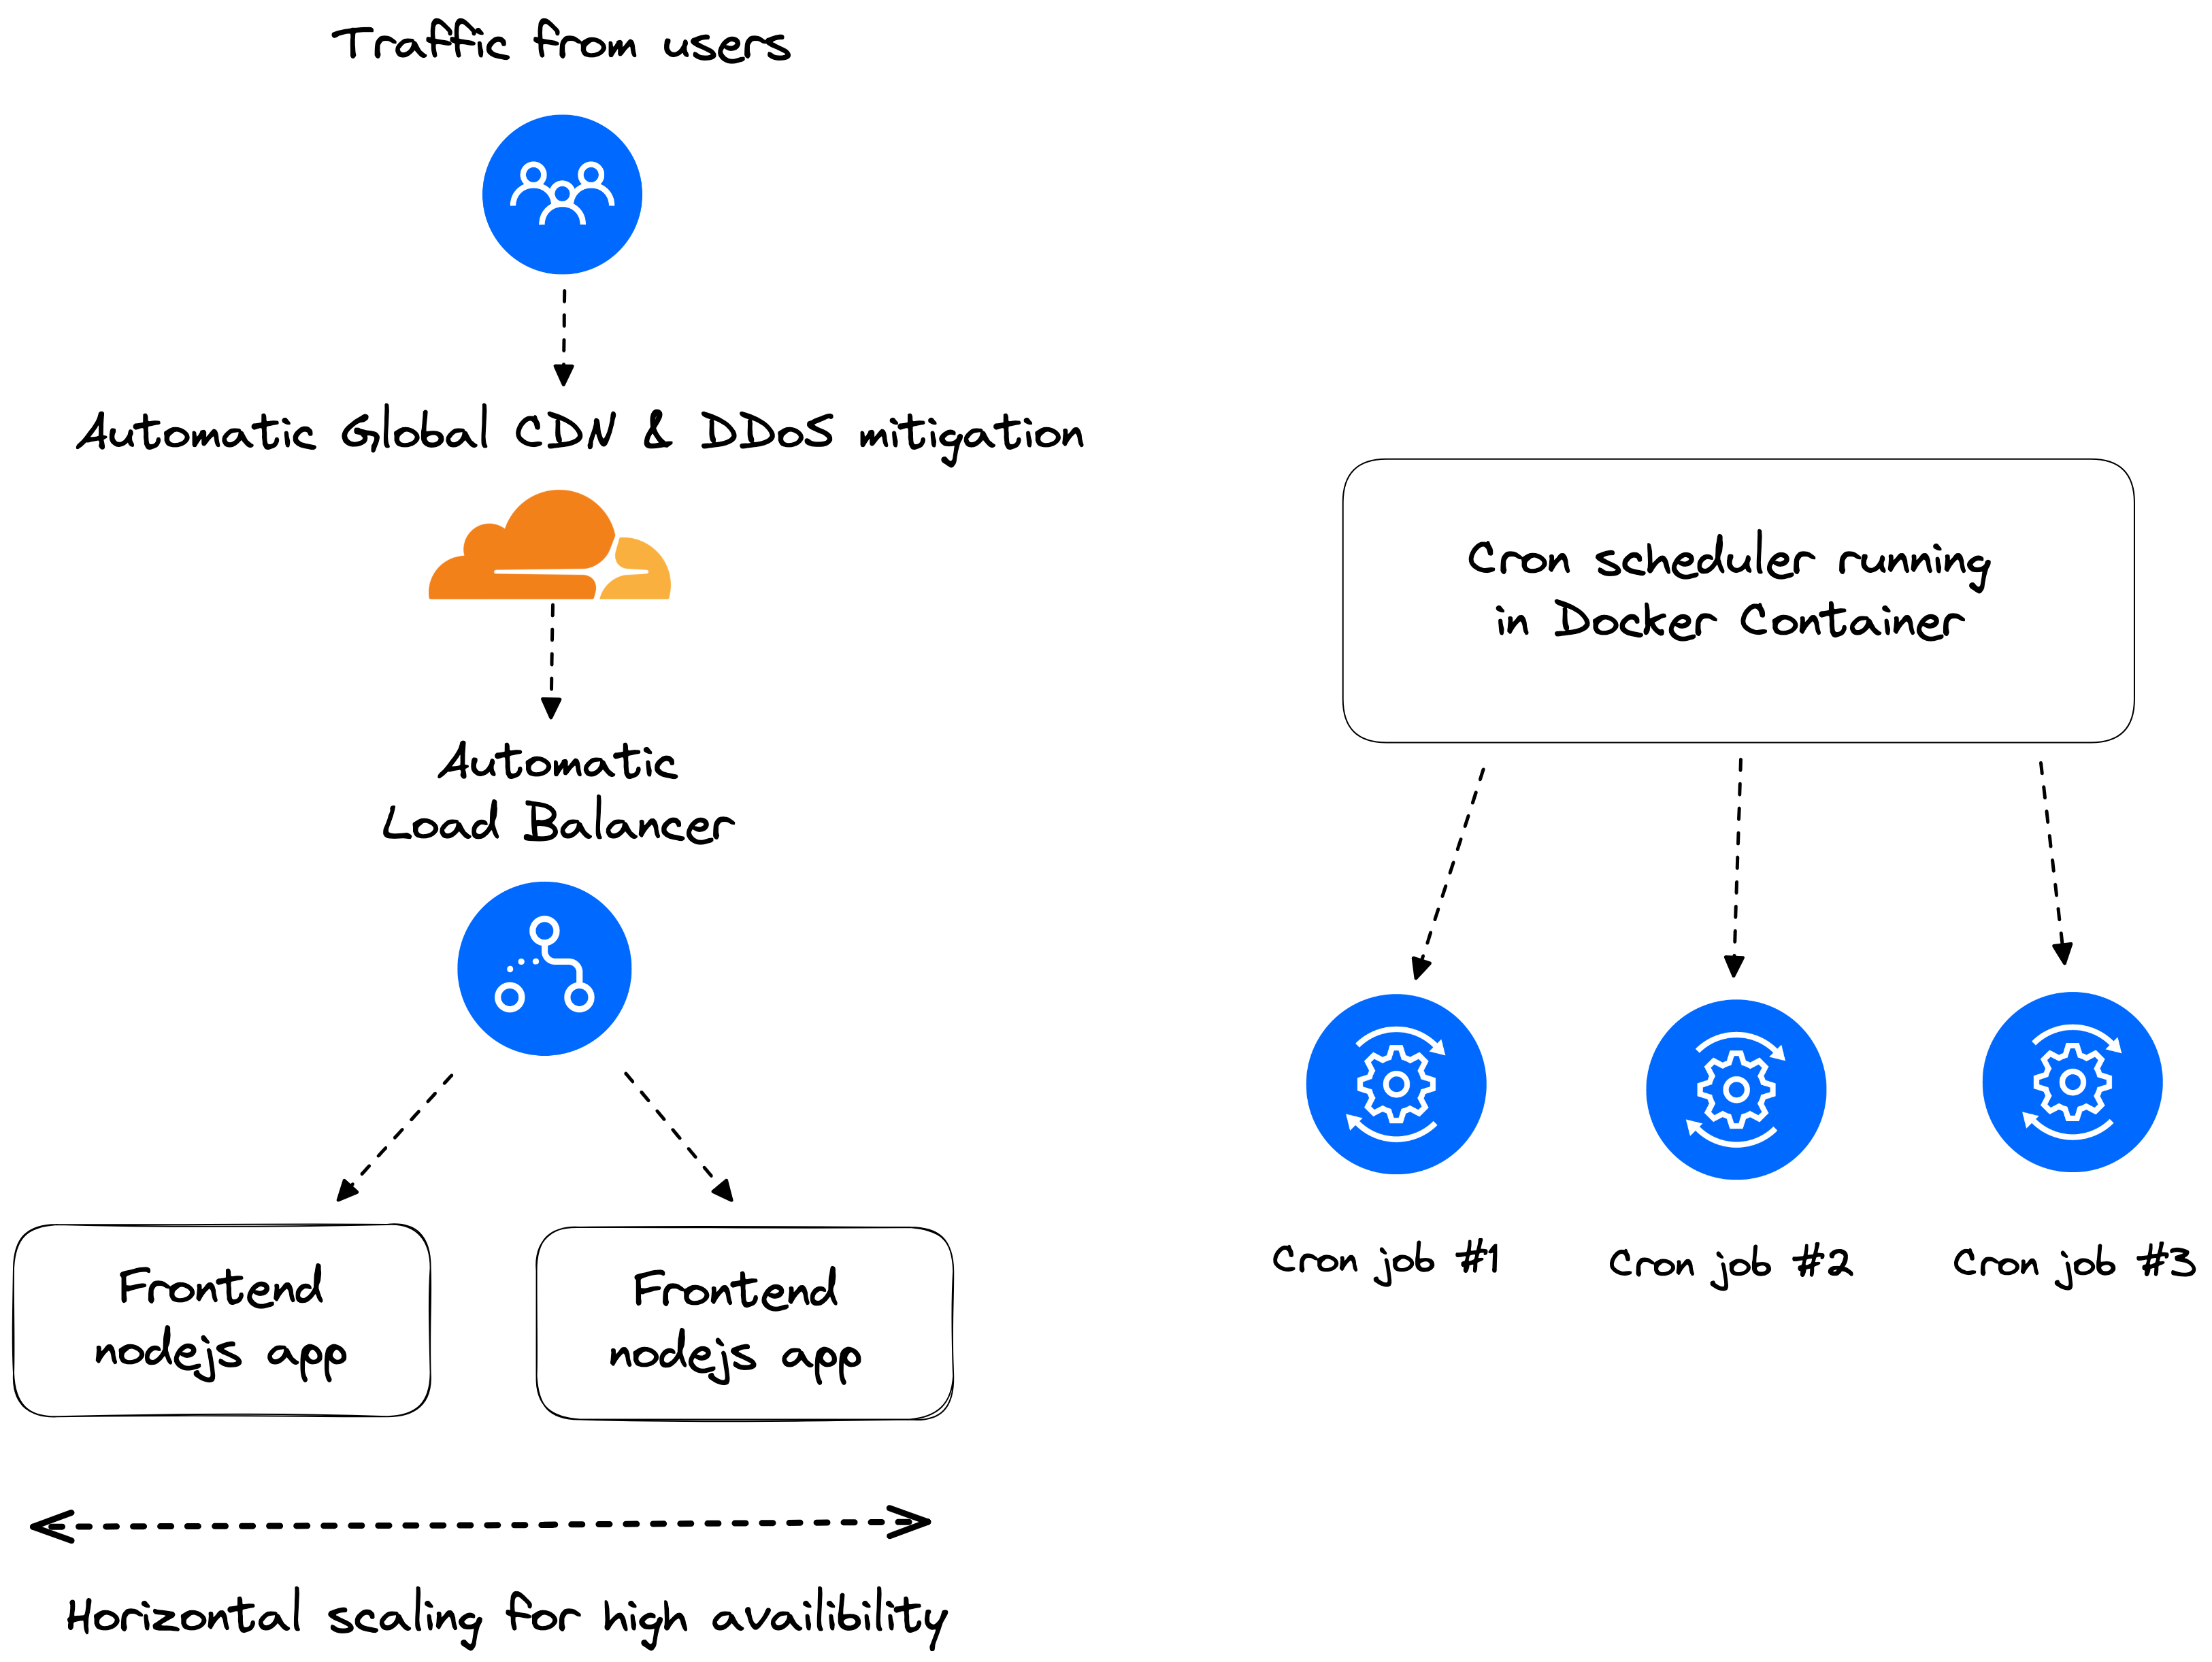 Traffic from users
Automatic Global CDN & DDoS mitigation
Automatic
Load Balancer
Frontend
nodejs app
Frontend
nodejs app
Horizontal scaling for high availibility
Cron scheduler running
in Docker Container
Cron job #1
Cron job #2
Cron job #3